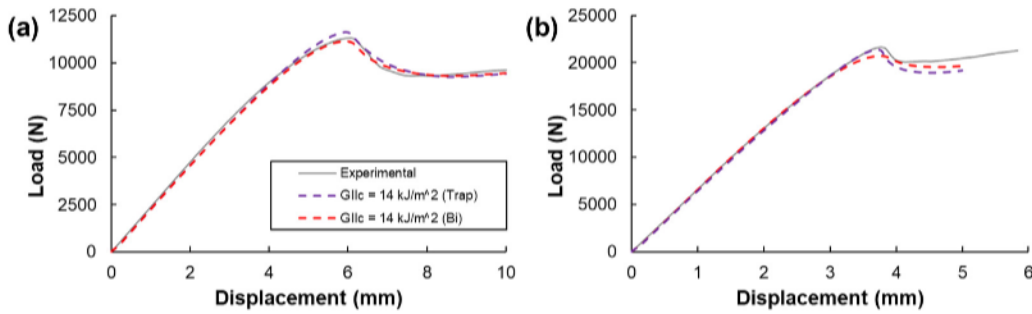 (a)
Load (N)
12500
10000
7500
5000
2500
0
Experimental
GIIc = 14 kJ/m^2 (Trap)
GIIc = 14 kJ/m^2 (Bi)
0 2 4 6 8 10
Displacement (mm)
(b)
Load (N)
25000
20000
15000
10000
5000
0
0 1 2 3 4 5 6
Displacement (mm)